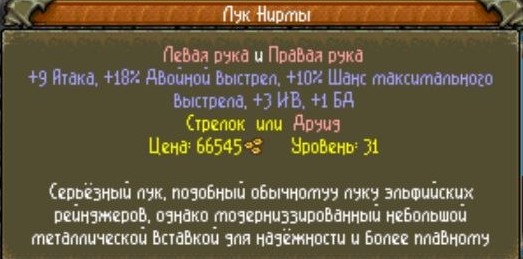 Лук Нирмы
Левая рука и Правая рука
+9 Атака, +18% Двойной выстрел, +10% Шанс максимального
выстрела, +3 ИВ, +1 БД
Стрелок или Друид
Цена: 66545 Уровень: 31
Серьёзный лук, подобный обычномуу луку эльфийских
рейнджеров, однако модерниззированный небольшой
металлической вставкой для надёжности и более плавному